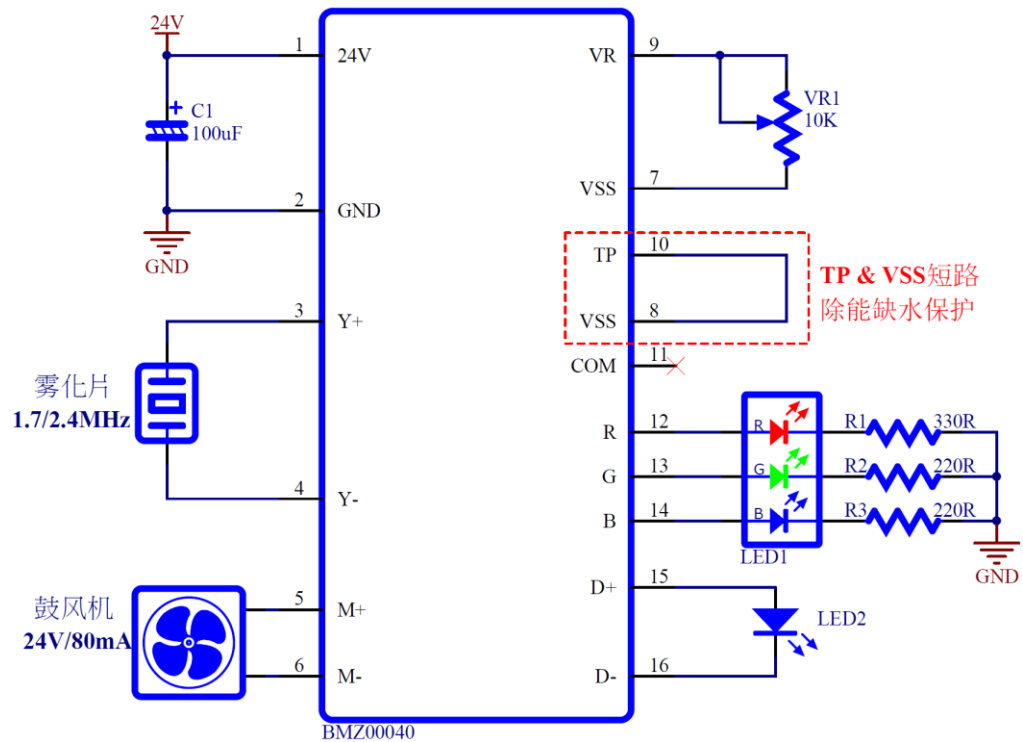 24V
C1
100uF
GND
雾化片
1.7/2.4MHz
鼓风机
24V/80mA
1
24V
2
GND
3
Y+
4
Y-
5
M+
6
M-
BMZ00040
VR
9
VR1
10K
VSS
7
TP
10
VSS
8
TP & VSS短路
除能缺水保护
COM
11
R
12
R
R1
330R
G
13
G
R2
220R
B
14
B
R3
220R
LED1
GND
D+
15
LED2
D-
16